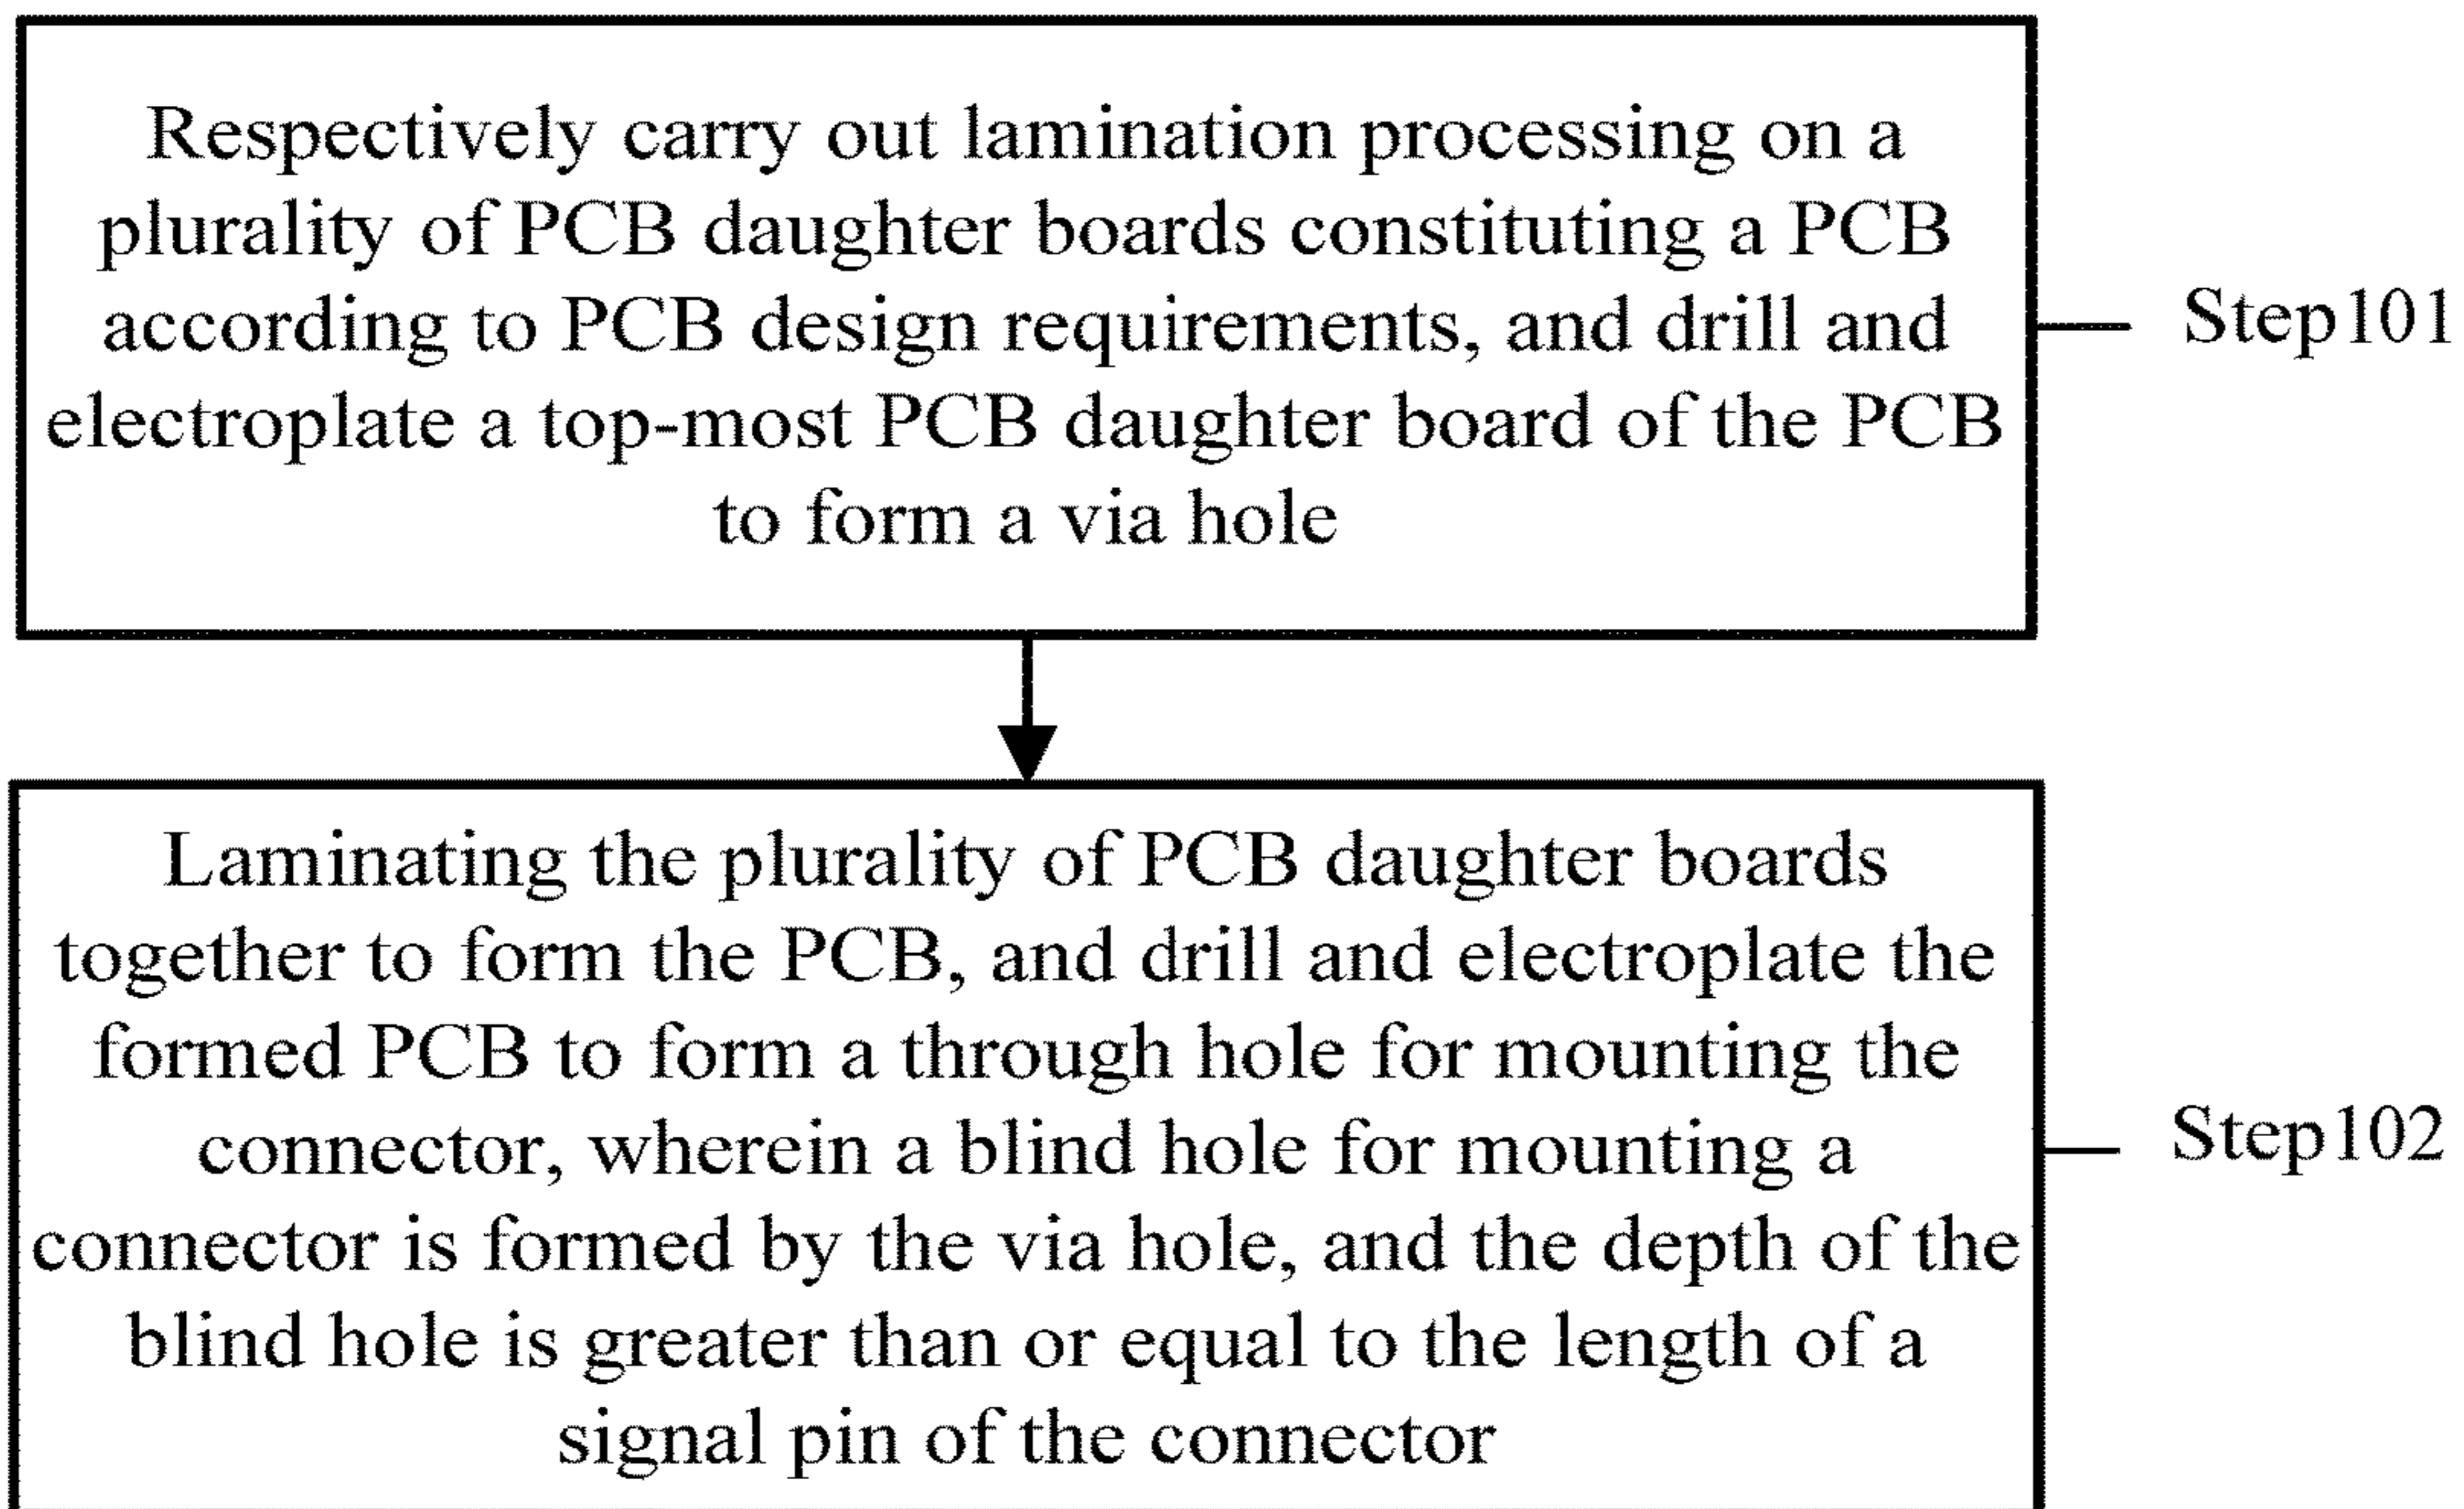 Respectively carry out lamination processing on a
plurality of PCB daughter boards constituting a PCB
according to PCB design requirements, and drill and
electroplate a top-most PCB daughter board of the PCB
to form a via hole
Step101
Laminating the plurality of PCB daughter boards
together to form the PCB, and drill and electroplate the
formed PCB to form a through hole for mounting the
connector, wherein a blind hole for mounting a
connector is formed by the via hole, and the depth of the
blind hole is greater than or equal to the length of a
signal pin of the connector
Step102